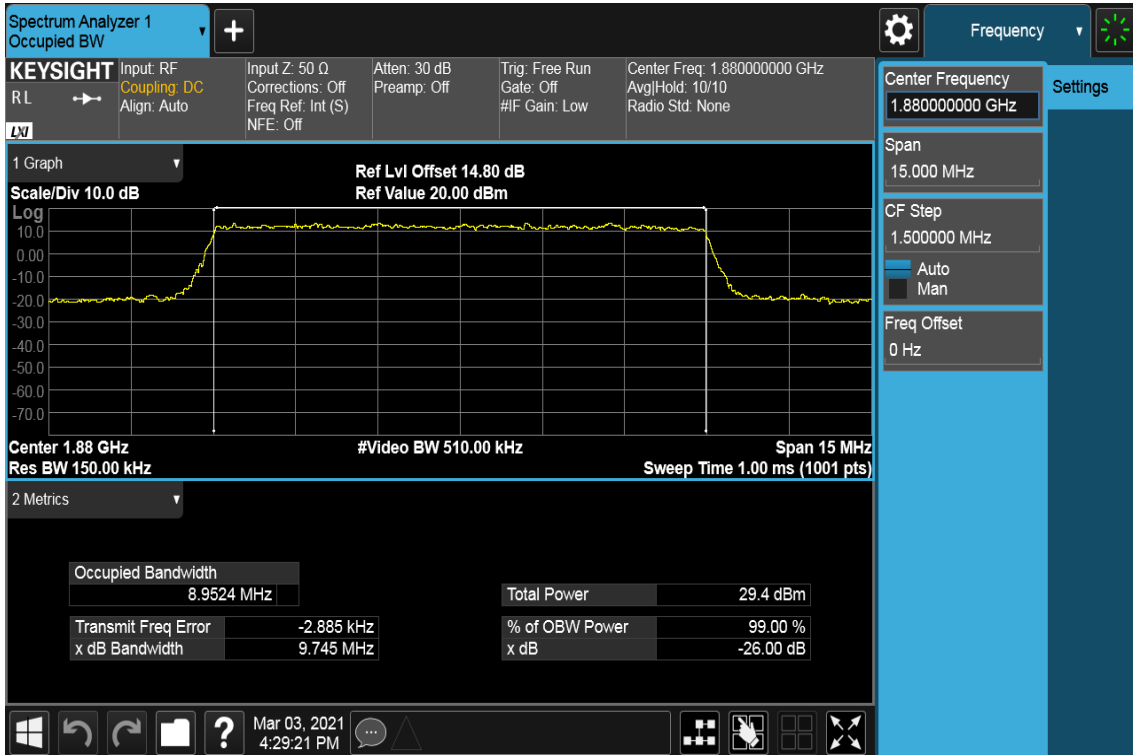 Spectrum Analyzer 1
Occupied BW
+
Frequency
KEYSIGHT
R L
LXI
Input: RF
Coupling: DC
Align: Auto
Input Z: 50 Ω
Corrections: Off
Freq Ref: Int (S)
NFE: Off
Atten: 30 dB
Preamp: Off
Trig: Free Run
Gate: Off
#IF Gain: Low
Center Freq: 1.880000000 GHz
Avg|Hold: 10/10
Radio Std: None
1 Graph
Scale/Div 10.0 dB
Ref Lvl Offset 14.80 dB
Ref Value 20.00 dBm
Log
10.0
0.00
-10.0
-20.0
-30.0
-40.0
-50.0
-60.0
-70.0
Center 1.88 GHz
Res BW 150.00 kHz
#Video BW 510.00 kHz
Span 15 MHz
Sweep Time 1.00 ms (1001 pts)
2 Metrics
Occupied Bandwidth
8.9524 MHz
Transmit Freq Error -2.885 kHz
x dB Bandwidth 9.745 MHz
Total Power 29.4 dBm
% of OBW Power 99.00 %
x dB -26.00 dB
Center Frequency
1.880000000 GHz
Span
15.000 MHz
CF Step
1.500000 MHz
Auto
Man
Freq Offset
0 Hz
Settings
?
Mar 03, 2021
4:29:21 PM